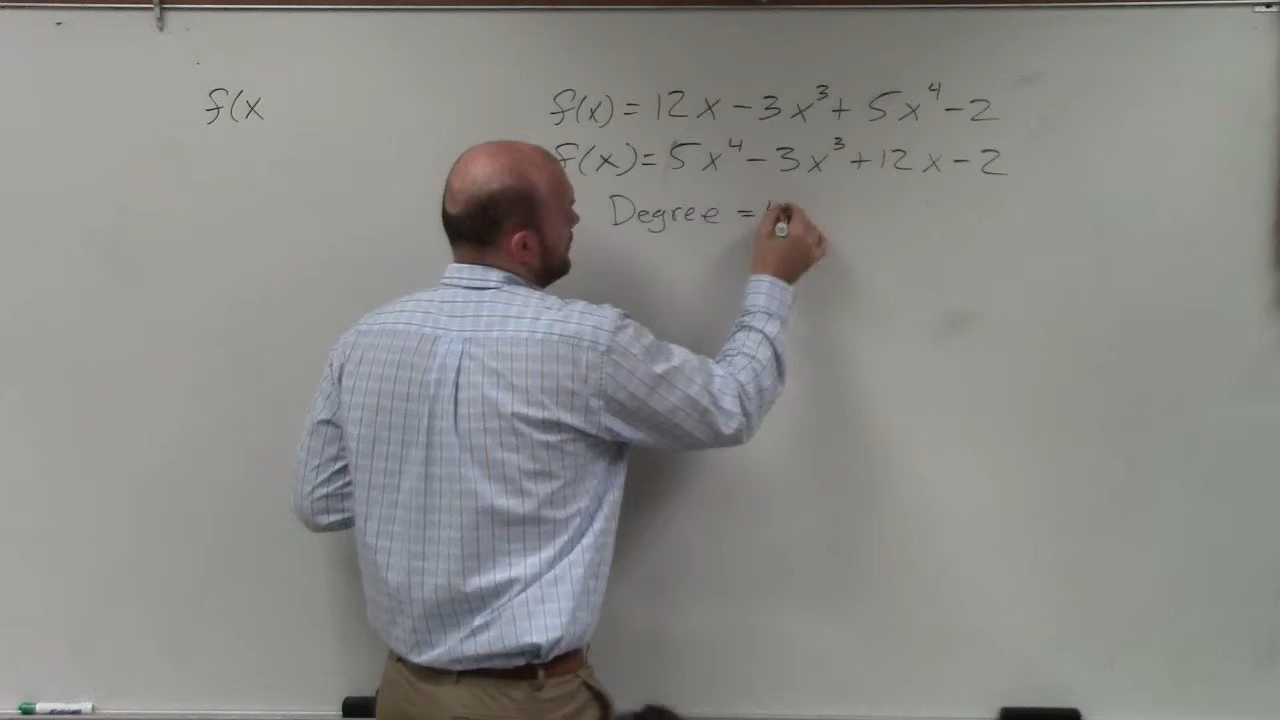 f(x
f(x) = 12x - 3x³ + 5x⁴ - 2
f(x) = 5x⁴ - 3x³ + 12x - 2
Degree =